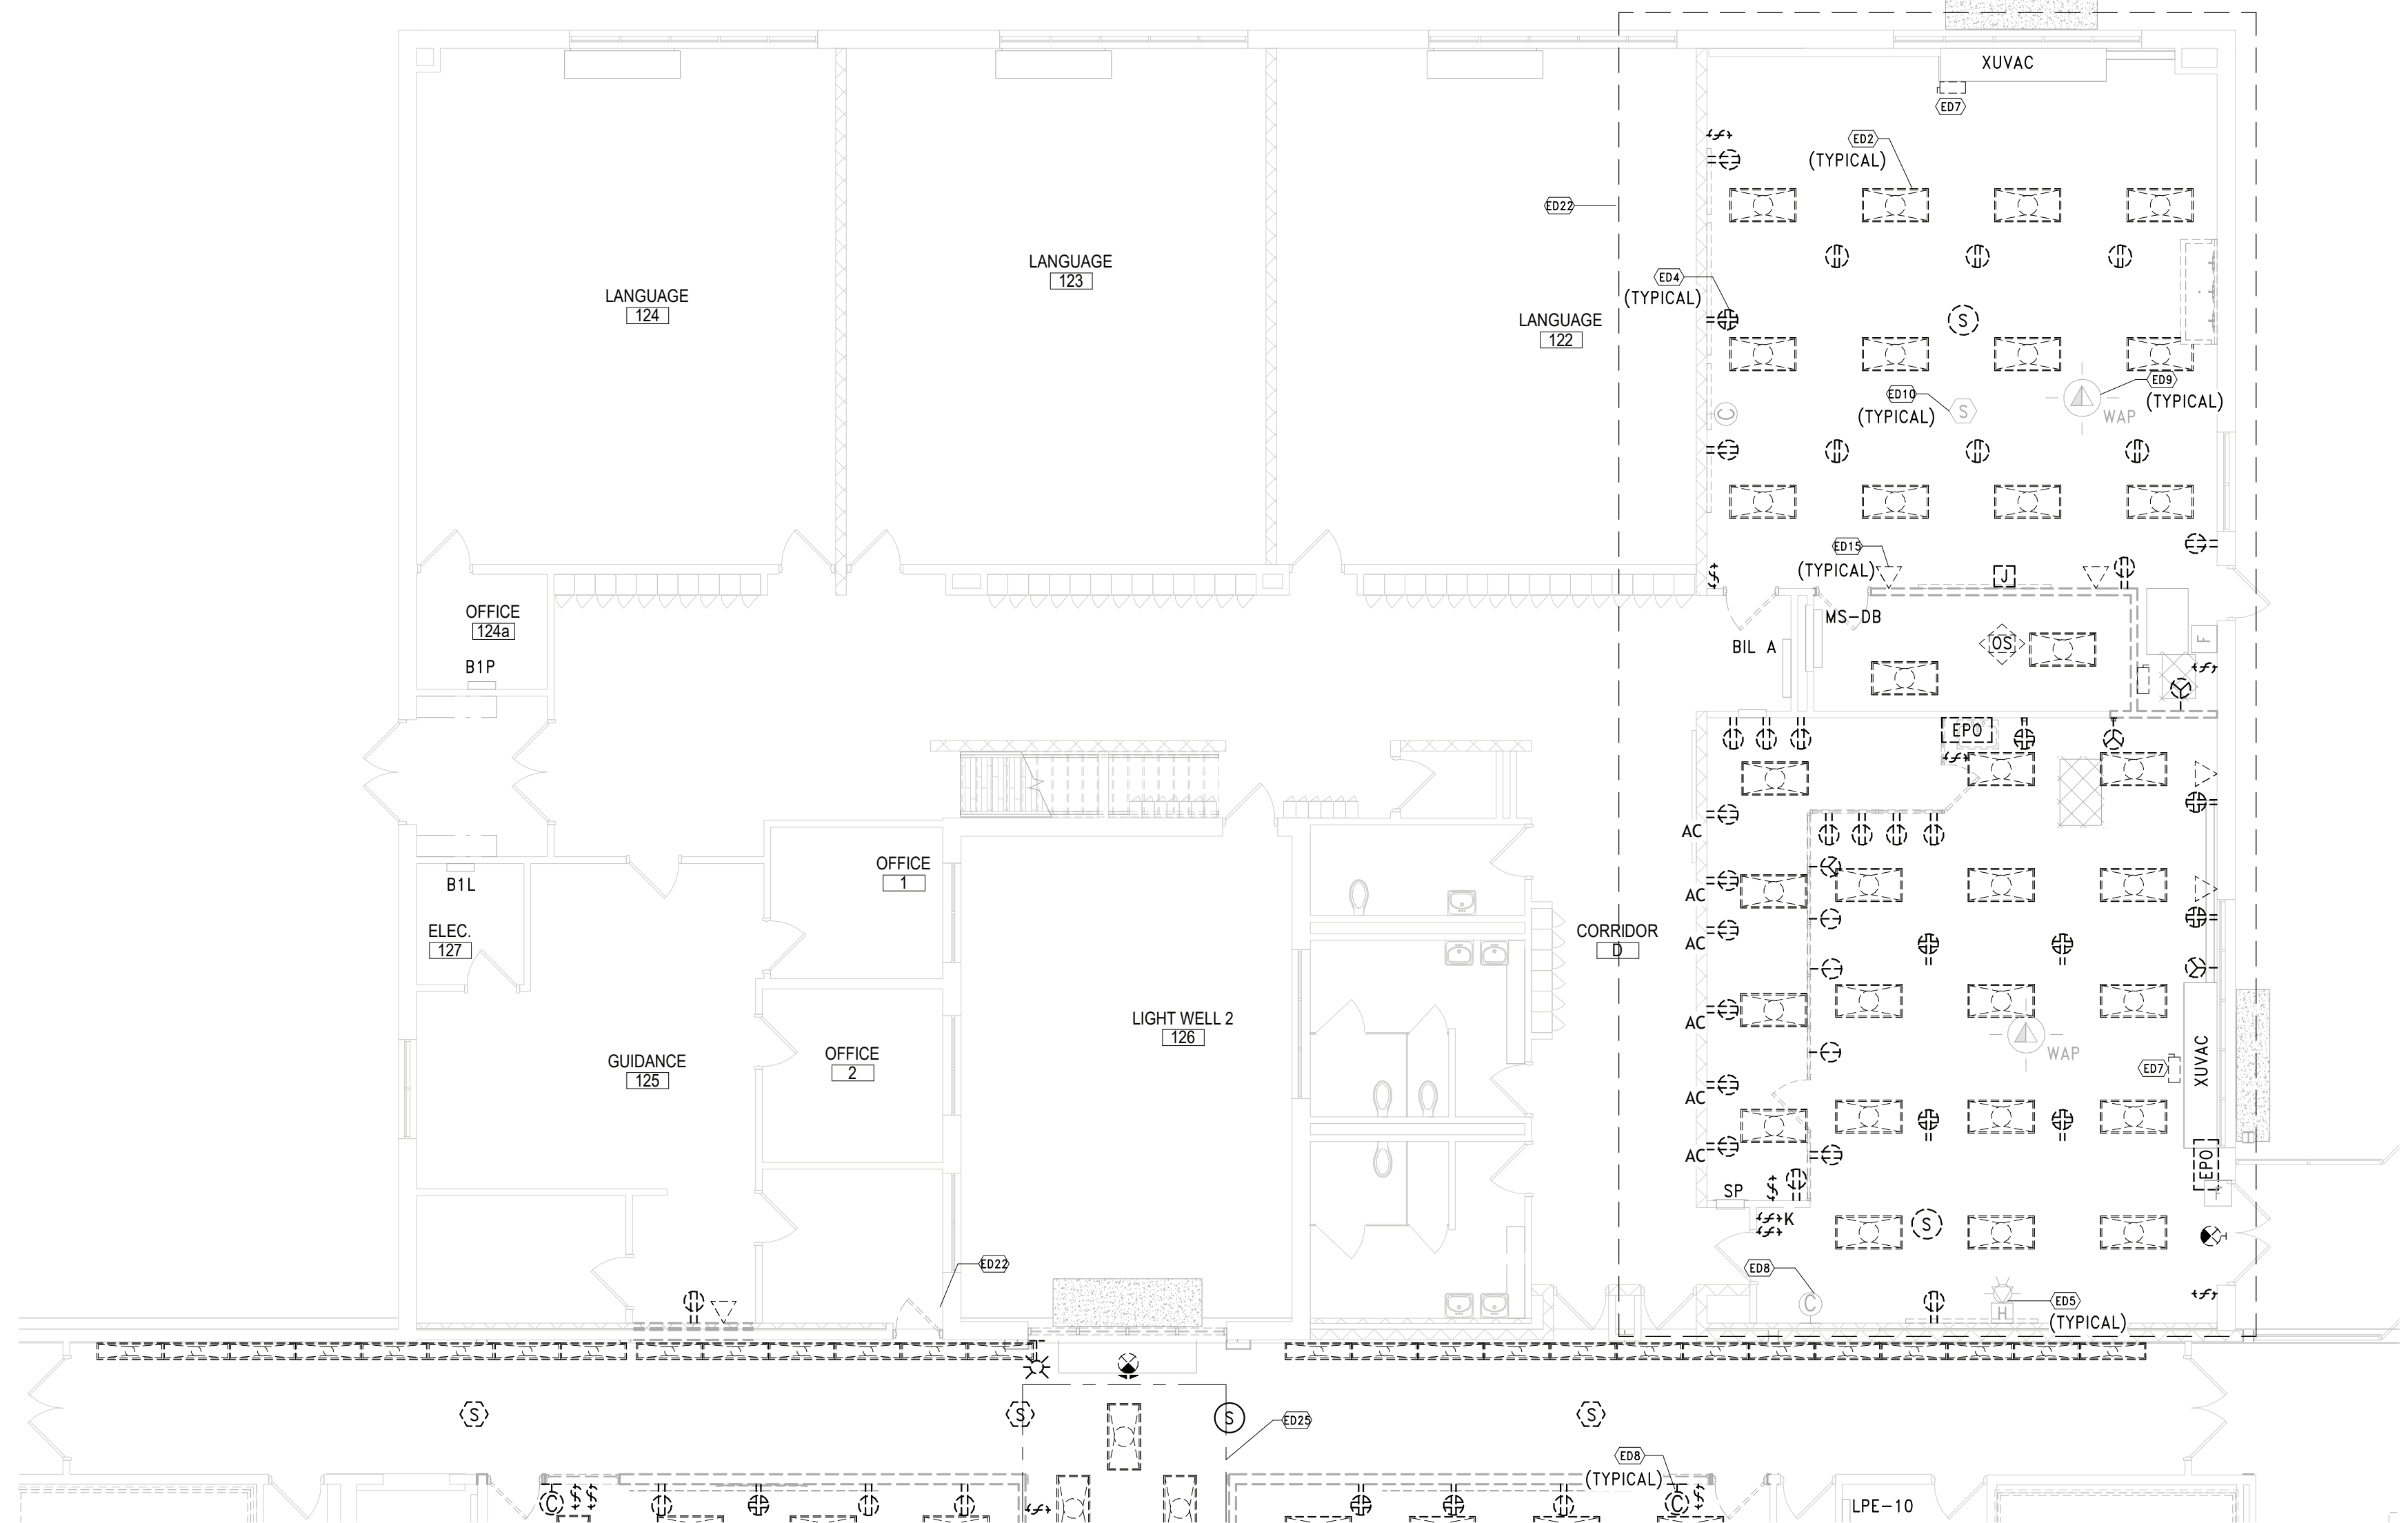 XUVAC
ED7
ED2
(TYPICAL)
ED22
ED4
(TYPICAL)
S
LANGUAGE
123
LANGUAGE
124
LANGUAGE
122
ED9
(TYPICAL)
ED10
(TYPICAL)
S
WAP
C
ED15
(TYPICAL)
J
MS-DB
BIL A
OS
F
OFFICE
124a
B1P
EPO
AC
OFFICE
1
B1L
AC
ELEC.
127
CORRIDOR
D
AC
LIGHT WELL 2
126
AC
OFFICE
2
GUIDANCE
125
WAP
XUVAC
ED7
AC
AC
EPO
SP
K
S
ED22
ED8
C
H
ED5
(TYPICAL)
S
S
S
S
ED25
ED8
(TYPICAL)
C
C
LPE-10